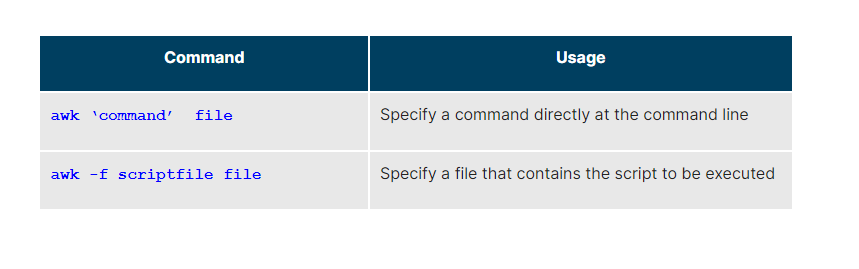 Command Usage
awk ‘command’  file Specify a command directly at the command line
awk -f scriptfile file Specify a file that contains the script to be executed